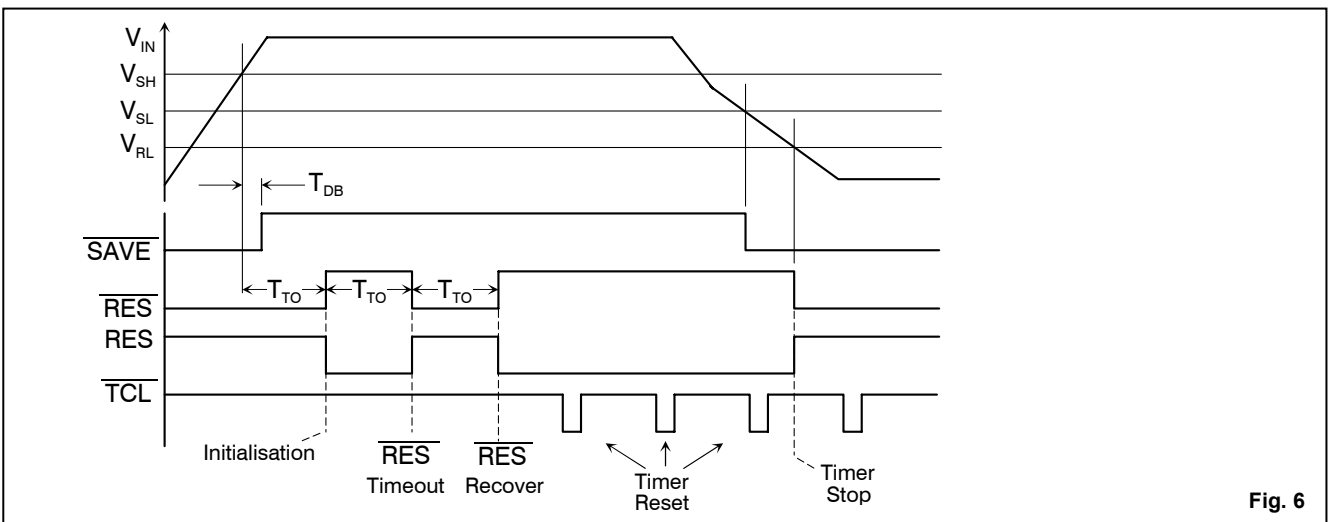 V_IN
V_SH
V_SL
V_RL
T_DB
SAVE
T_TO T_TO T_TO
RES
RES
TCL
Initialisation
RES
Timeout
RES
Recover
Timer
Reset
Timer
Stop
Fig. 6